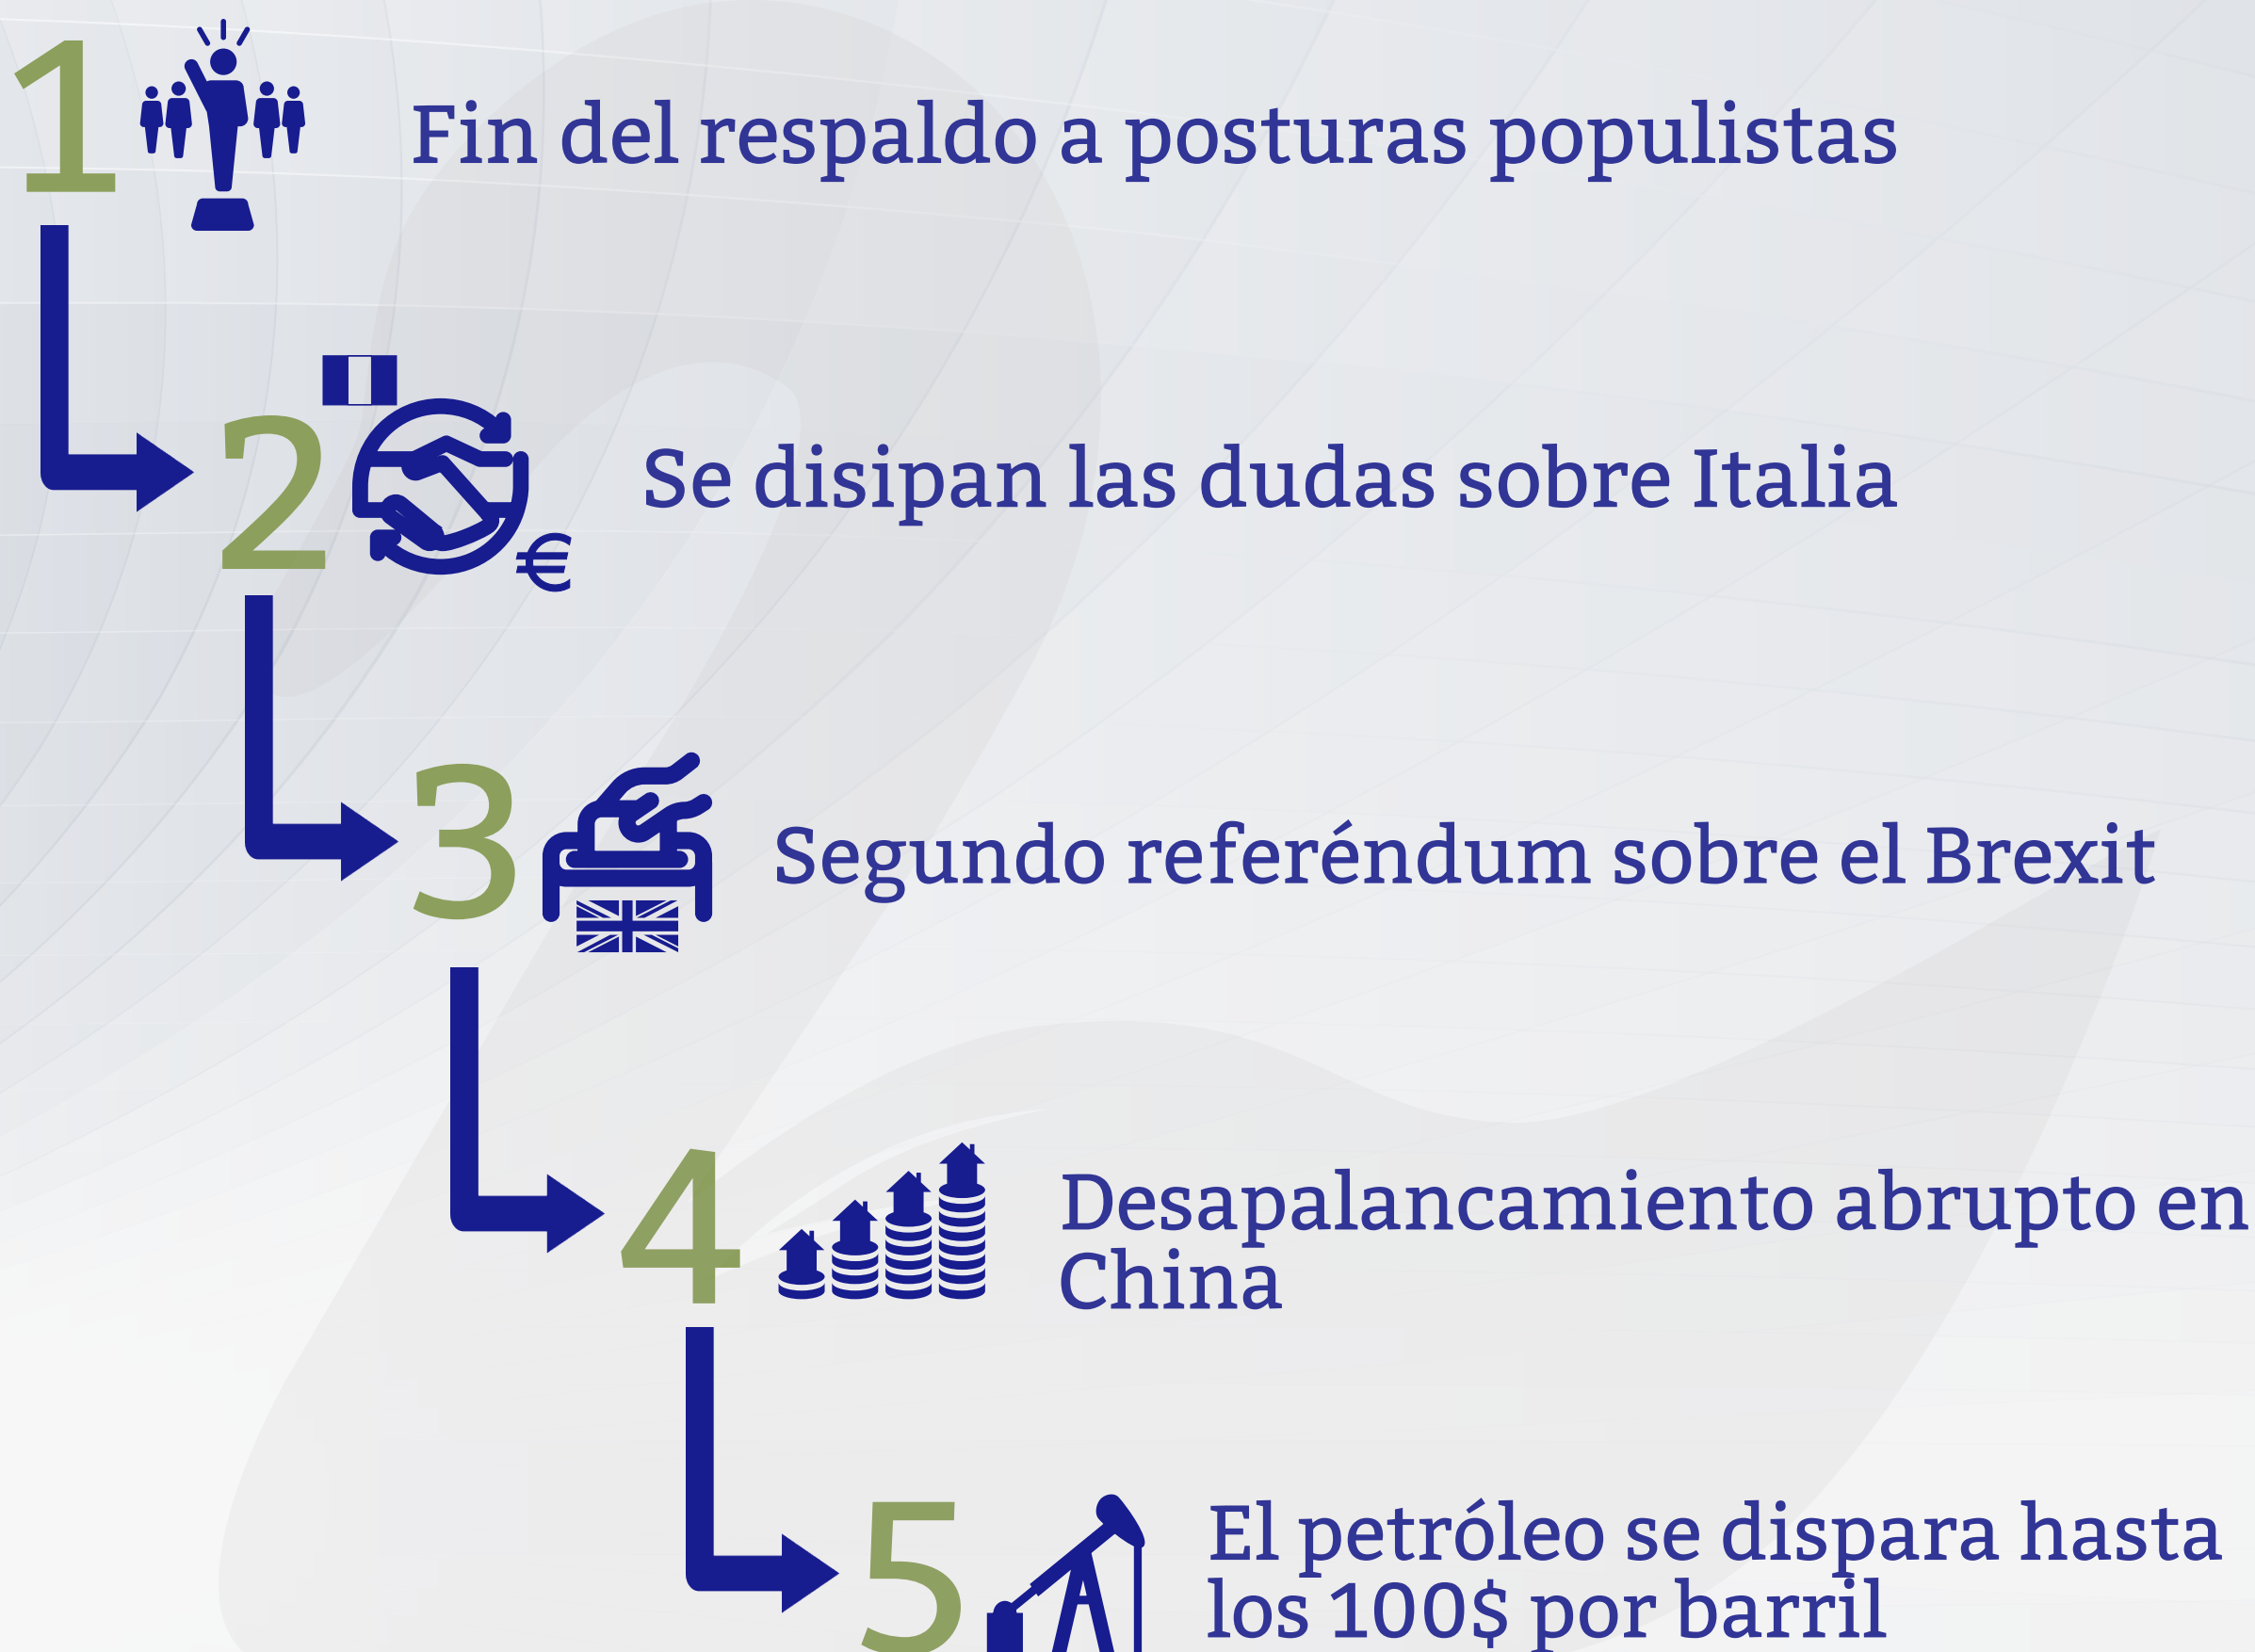 1
Fin del respaldo a posturas populistas
2
€
Se disipan las dudas sobre Italia
3
Segundo referéndum sobre el Brexit
4
Desapalancamiento abrupto en
China
5
El petróleo se dispara hasta
los 100$ por barril